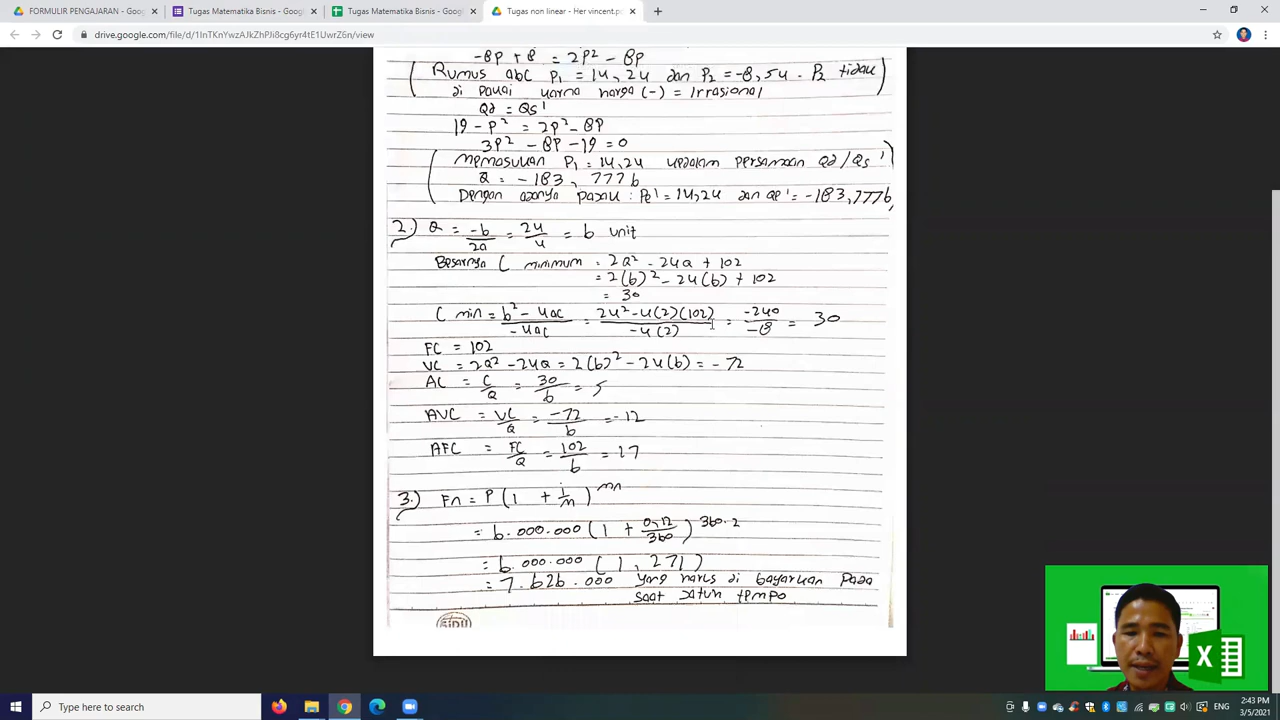 FORMULIR PENGAJARAN - Google D
Tugas Matematika Bisnis - Google
Tugas Matematika Bisnis - Google
Tugas non linear - Her vincent.p
drive.google.com/file/d/1InTKnYwzAJkZhPJi8cg6yr4tE1UwrZ6n/view
-8P + 8 = 2P² - 8P
Rumus abc P1 = 14,24 dan P2 = -8,54 . P2 tidak
di pakai karna harga (-) = Irrasional
Qd = Qs'
19 - P² = 2P² - 8P
3P² - 8P - 19 = 0
Memasukan P1 = 14,24 kedalam persamaan Qd/Qs'
Q = -183,7776
Dengan adanya pajak : Pe' = 14,24 dan Qe' = -183,7776
2.) Q = -b/2a = 24/4 = 6 unit
Besarnya C minimum = 2Q² - 24Q + 102
= 2(6)² - 24(6) + 102
= 30
C min = b² - 4ac / -4ac = 24² - 4(2)(102) / -4(2) = -240/-8 = 30
FC = 102
VC = 2Q² - 24Q = 2(6)² - 24(6) = -72
AC = C/Q = 30/6 = 5
AVC = VC/Q = -72/6 = -12
AFC = FC/Q = 102/6 = 17
3.) Fn = P (1 + i/m)^mn
= 6.000.000 (1 + 0,12/360)^360.2
= 6.000.000 (1,271)
= 7.626.000 yang harus di bayarkan pada
saat jatuh tempo
SIDU
Type here to search
ENG
2:43 PM
3/5/2021